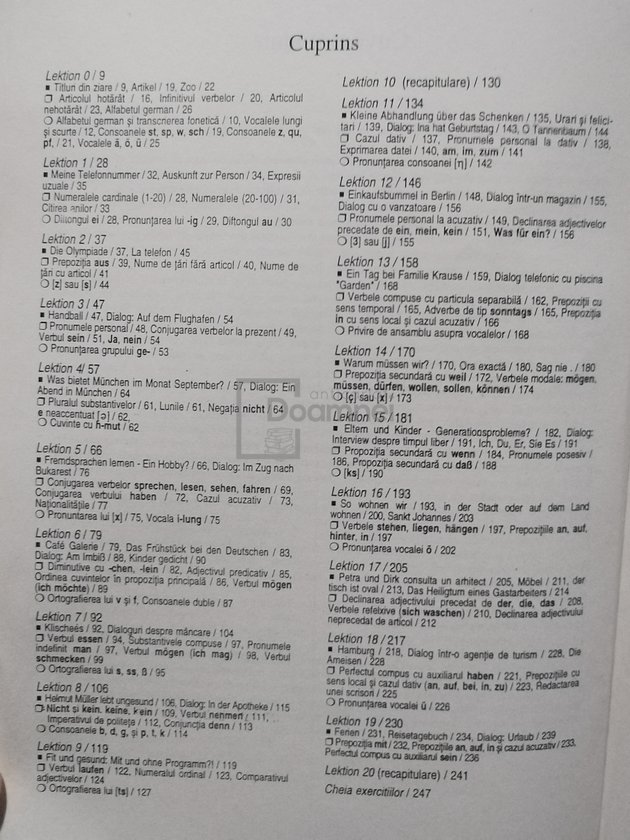 Cuprins
Lektion 0 / 9
■ Titluri din ziare / 9, Artikel / 19, Zoo / 22
❐ Articolul hotărât / 16, Infinitivul verbelor / 20, Articolul
nehotărât / 23, Alfabetul german / 26
❍ Alfabetul german și transcrierea fonetică / 10, Vocalele lungi
și scurte / 12, Consoanele st, sp, w, sch / 19, Consoanele z, qu,
pf, / 21, Vocalele ä, ö, ü / 25
Lektion 1 / 28
■ Meine Telefonnummer / 32, Auskunft zur Person / 34, Expresii
uzuale / 35
❐ Numeralele cardinale (1-20) / 28, Numeralele (20-100) / 31,
Citirea anilor / 33
❍ Diftongul ei / 28, Pronunțarea lui -ig / 29, Diftongul au / 30
Lektion 2 / 37
■ Die Olympiade / 37, La telefon / 45
❐ Prepoziția aus / 39, Nume de țări fără articol / 40, Nume de
țări cu articol / 41
❍ [z] sau [s] / 44
Lektion 3 / 47
■ Handball / 47, Dialog: Auf dem Flughafen / 54
❐ Pronumele personal / 48, Conjugarea verbelor la prezent / 49,
Verbul sein / 51, Ja, nein / 54
❍ Pronunțarea grupului ge- / 53
Lektion 4 / 57
■ Was bietet München im Monat September? / 57, Dialog: Ein
Abend in München / 64
❐ Pluralul substantivelor / 61, Lunile / 61, Negația nicht / 64
e neaccentuat [ə] / 62,
❍ Cuvinte cu h-mut / 62
Lektion 5 / 66
■ Fremdsprachen lernen - Ein Hobby? / 66, Dialog: Im Zug nach
Bukarest / 76
❐ Conjugarea verbelor sprechen, lesen, sehen, fahren / 69,
Conjugarea verbului haben / 72, Cazul acuzativ / 73,
Naționalitățile / 77
❍ Pronuntarea lui [x] / 75, Vocala i-lung / 75
Lektion 6 / 79
■ Café Galerie / 79, Das Frühstück bei den Deutschen / 83,
Dialog: Am Imbiß / 88, Kinder gedicht / 90
❐ Diminutive cu -chen, -lein / 82, Adjectivul predicativ / 85,
Ordinea cuvintelor în propoziția principală / 86, Verbul mögen
(ich möchte) / 89
❍ Ortografierea lui v și f, Consoanele duble / 87
Lektion 7 / 92
■ Klischeés / 92, Dialoguri despre mâncare / 104
❐ Verbul essen / 94, Substantivele compuse / 97, Pronumele
indefinit man / 97, Verbul mögen (ich mag) / 98, Verbul
schmecken / 99
❍ Ortografierea lui s, ss, ß / 95
Lektion 8 / 106
■ Helmut Müller lebt ungesund / 106, Dialog: In der Apotheke / 115
❐ Nicht și kein, keine, kein / 109, Verbul nehmen / 111,
Imperativul de politețe / 112, Conjuncția denn / 113
❍ Consoanele b, d, g, și p, t, k / 114
Lektion 9 / 119
■ Fit und gesund: Mit und ohne Programm?! / 119
❐ Verbul laufen / 122, Numeralul ordinal / 123, Comparativul
adjectivelor / 124
❍ Ortografierea lui [ts] / 127
Lektion 10 (recapitulare) / 130
Lektion 11 / 134
■ Kleine Abhandlung über das Schenken / 135, Urari și felici-
tari / 139, Dialog: Ina hat Geburtstag / 143, O Tannenbaum / 144
❐ Cazul dativ / 137, Pronumele personal la dativ / 138,
Exprimarea datei / 140, am, im, zum / 141
❍ Pronunțarea consoanei [η] / 142
Lektion 12 / 146
■ Einkaufsbummel in Berlin / 148, Dialog într-un magazin / 155,
Dialog cu o vanzatoare / 156
❐ Pronumele personal la acuzativ / 149, Declinarea adjectivelor
precedate de ein, mein, kein / 151, Was für ein? / 156
❍ [3] sau [j] / 155
Lektion 13 / 158
■ Ein Tag bei Familie Krause / 159, Dialog telefonic cu piscina
"Garden" / 168
❐ Verbele compuse cu particula separabilă / 162, Prepoziții cu
sens temporal / 165, Adverbe de tip sonntags / 165, Prepoziția
in cu sens local și cazul acuzativ / 166
❍ Privire de ansamblu asupra vocalelor / 168
Lektion 14 / 170
■ Warum müssen wir? / 170, Ora exactă / 180, Sag nie . / 180
❐ Prepoziția secundară cu weil / 172, Verbele modale: mögen,
müssen, dürfen, wollen, sollen, können / 174
❍ [ç] sau [x] / 173
Lektion 15 / 181
■ Eltern und Kinder - Generationsprobleme? / 182, Dialog:
Interview despre timpul liber / 191, Ich, Du, Er, Sie Es / 191
❐ Propoziția secundară cu wenn / 184, Pronumele posesiv /
186, Propoziția secundară cu daß / 188
❍ [ks] / 190
Lektion 16 / 193
■ So wohnen wir / 193, in der Stadt oder auf dem Land
wohnen / 200, Sankt Johannes / 203
❐ Verbele stehen, liegen, hängen / 197, Prepozițiile an, auf,
hinter, in / 197
❍ Pronunțarea vocalei ö / 202
Lektion 17 / 205
■ Petra und Dirk consulta un arhitect / 205, Möbel / 211, der
tisch ist oval / 213, Das Heiligtum eines Gastarbeiters / 214
❐ Declinarea adjectivului precedat de der, die, das / 208,
Verbele refelxive (sich waschen) / 210, Declinarea adjectivului
neprecedat de articol / 212
Lektion 18 / 217
■ Hamburg / 218, Dialog într-o agenție de turism / 228, Die
Ameisen / 228
❐ Perfectul compus cu auxiliarul haben / 221, Prepozițiile cu
sens local și cazul dativ (an, auf, bei, in, zu) / 223, Redactarea
unei scrisori / 225
❍ Pronunțarea vocalei ü / 226
Lektion 19 / 230
■ Ferien / 231, Reisetagebuch / 234, Dialog: Urlaub / 239
❐ Prepoziția mit / 232, Prepozițiile an, auf, in și cazul acuzativ / 233,
Perfectul compus cu auxiliarul sein / 236
Lektion 20 (recapitulare) / 241
Cheia exercitiilor / 247